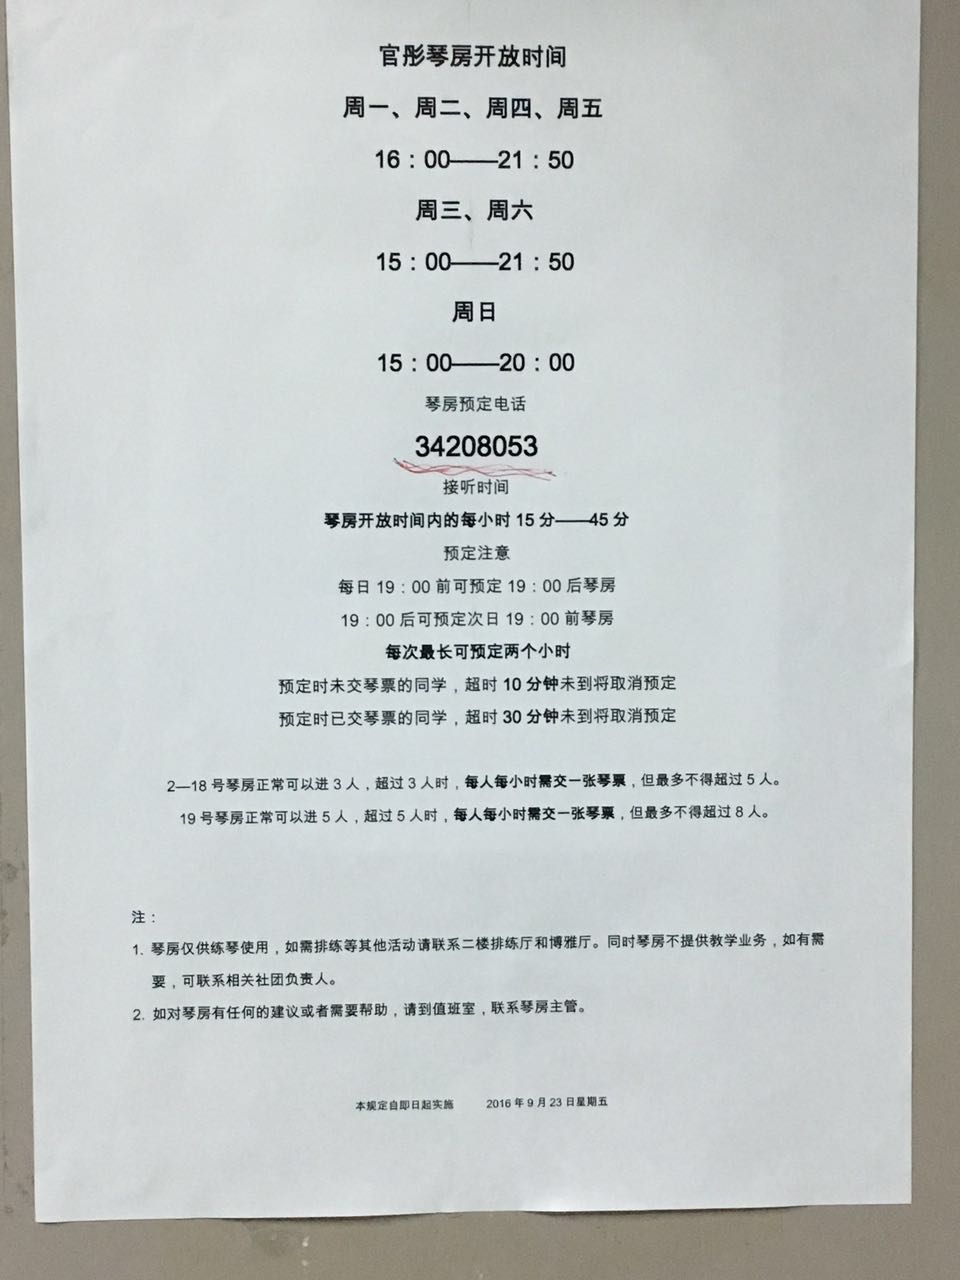 官彤琴房开放时间
周一、周二、周四、周五
16：00——21：50
周三、周六
15：00——21：50
周日
15：00——20：00
琴房预定电话
34208053
接听时间
琴房开放时间内的每小时 15 分——45 分
预定注意
每日 19：00 前可预定 19：00 后琴房
19：00 后可预定次日 19：00 前琴房
每次最长可预定两个小时
预定时未交琴票的同学，超时 10 分钟未到将取消预定
预定时已交琴票的同学，超时 30 分钟未到将取消预定
2—18 号琴房正常可以进 3 人，超过 3 人时，每人每小时需交一张琴票，但最多不得超过 5 人。
19 号琴房正常可以进 5 人，超过 5 人时，每人每小时需交一张琴票，但最多不得超过 8 人。
注：
1. 琴房仅供练琴使用，如需排练等其他活动请联系二楼排练厅和博雅厅。同时琴房不提供教学业务，如有需
要，可联系相关社团负责人。
2. 如对琴房有任何的建议或者需要帮助，请到值班室，联系琴房主管。
本规定自即日起实施 2016 年 9 月 23 日星期五